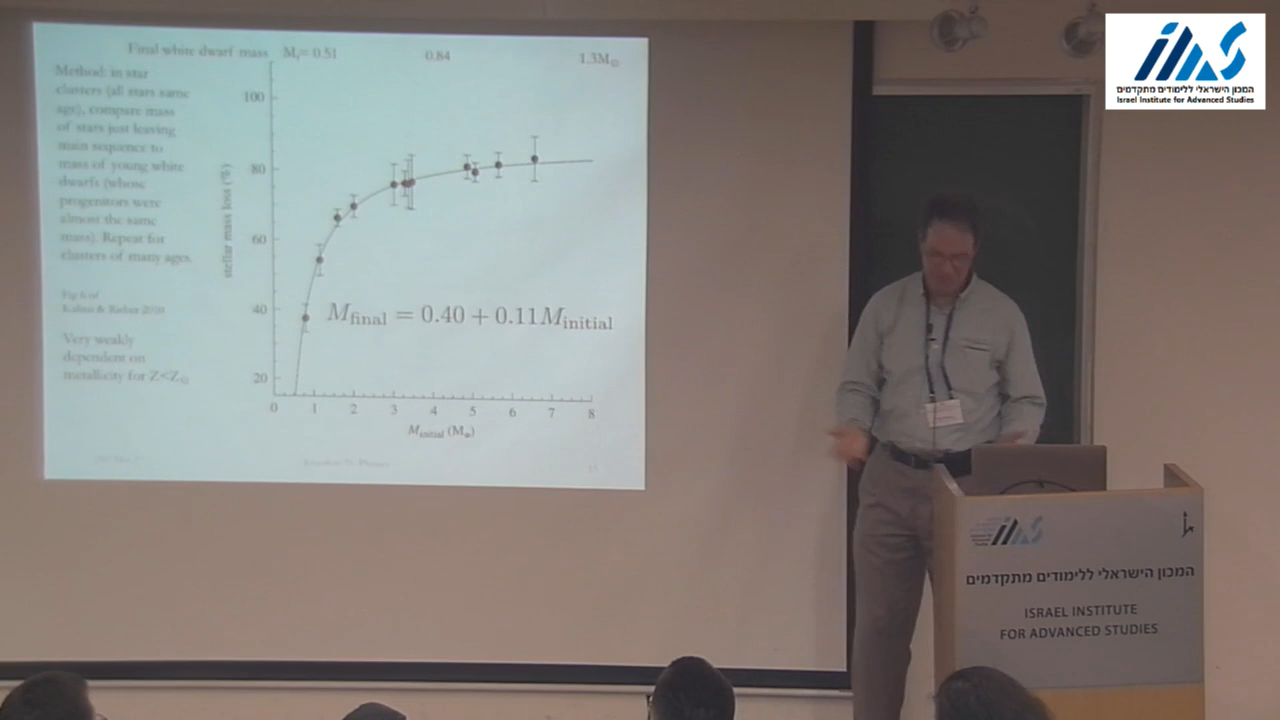 Final white dwarf mass Mf= 0.51 0.84 1.3M⊙
Method: in star
clusters (all stars same
age), compare mass
of stars just leaving
main sequence to
mass of young white
dwarfs (whose
progenitors were
almost the same
mass). Repeat for
clusters of many ages.
Fig 6 of
Very weakly
dependent on
metallicity for Z<Z⊙
stellar mass loss (%)
100
80
60
40
20
M_final = 0.40 + 0.11M_initial
0 1 2 3 4 5 6 7 8
M_initial (M⊙)
המכון הישראלי ללימודים מתקדמים
Israel Institute for Advanced Studies
המכון הישראלי ללימודים מתקדמים
ISRAEL INSTITUTE
FOR ADVANCED STUDIES